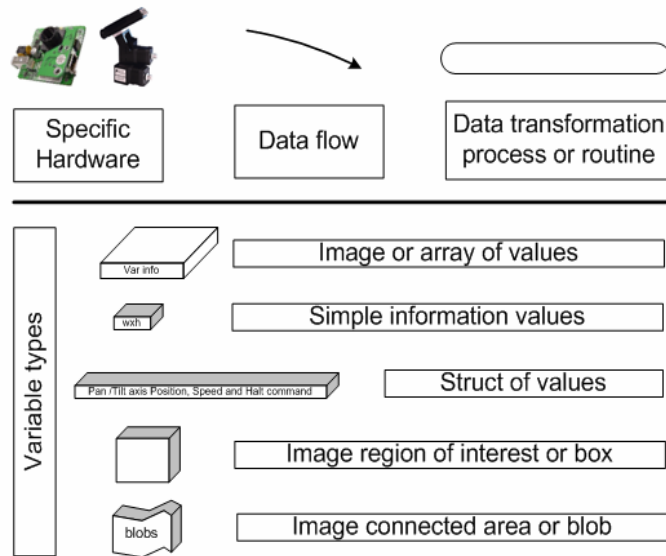 Specific
Hardware
Data flow
Data transformation
process or routine
Variable types
Var info
Image or array of values
wxh
Simple information values
Pan /Tilt axis Position, Speed and Halt command
Struct of values
Image region of interest or box
blobs
Image connected area or blob